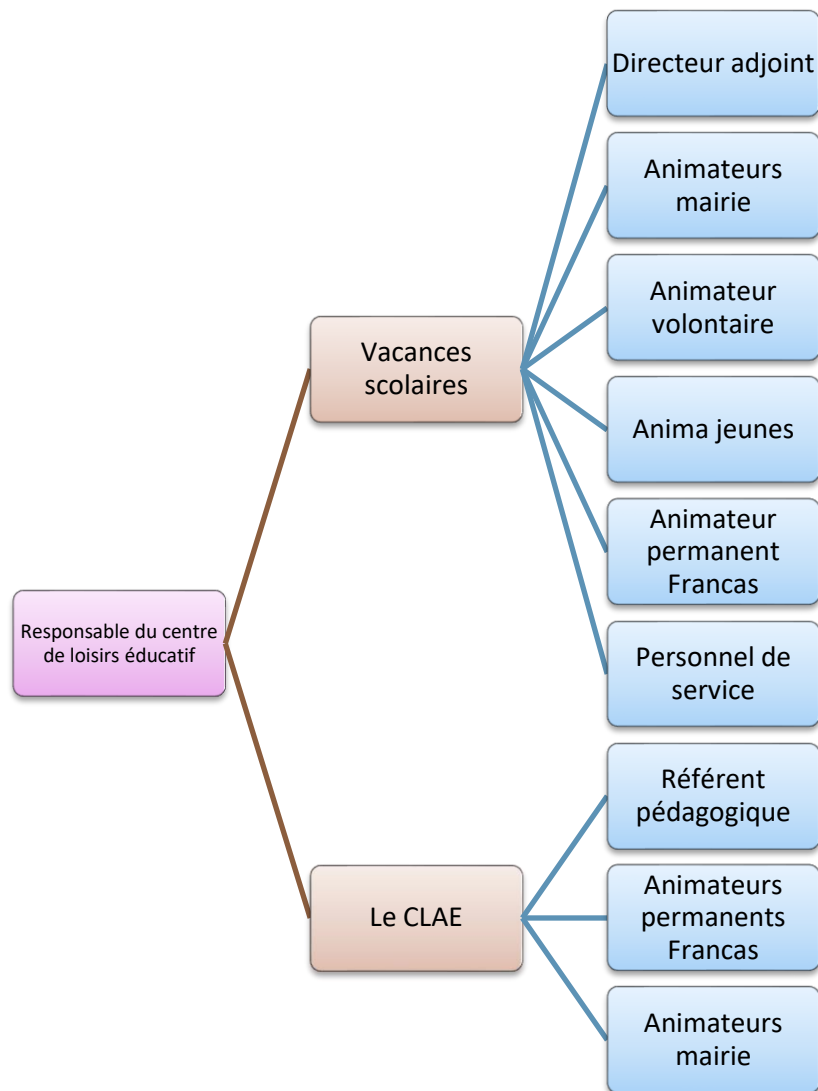 Directeur adjoint
Animateurs
mairie
Animateur
volontaire
Vacances
scolaires
Anima jeunes
Animateur
permanent
Francas
Responsable du centre
de loisirs éducatif
Personnel de
service
Référent
pédagogique
Le CLAE
Animateurs
permanents
Francas
Animateurs
mairie